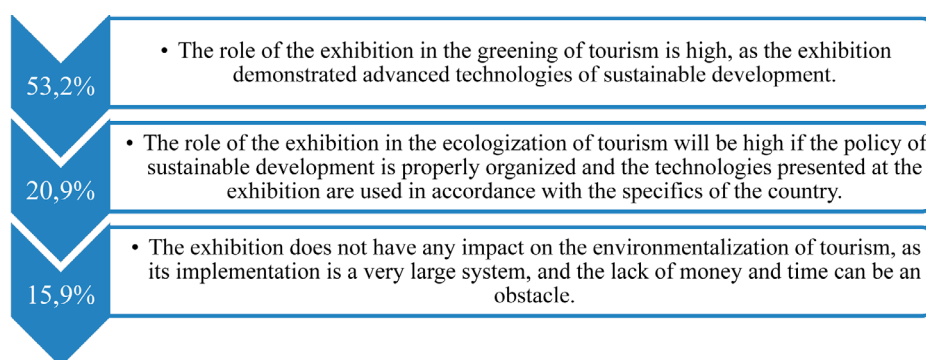 53,2%
• The role of the exhibition in the greening of tourism is high, as the exhibition
demonstrated advanced technologies of sustainable development.
20,9%
• The role of the exhibition in the ecologization of tourism will be high if the policy of
sustainable development is properly organized and the technologies presented at the
exhibition are used in accordance with the specifics of the country.
15,9%
• The exhibition does not have any impact on the environmentalization of tourism, as
its implementation is a very large system, and the lack of money and time can be an
obstacle.